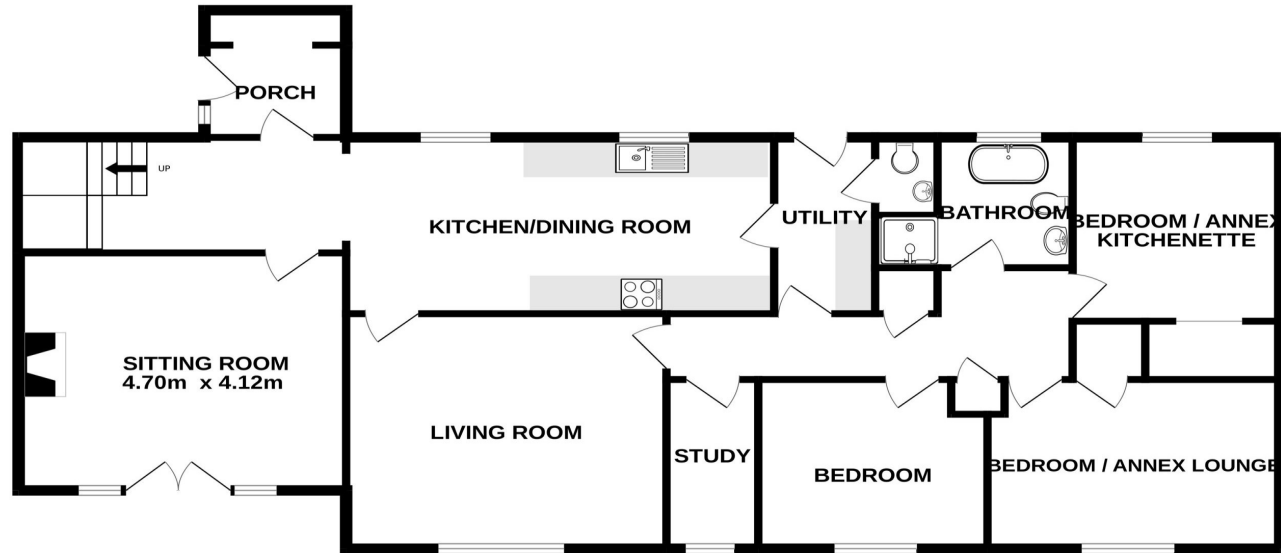 PORCH
UP
KITCHEN/DINING ROOM
UTILITY
BATHROOM
BEDROOM / ANNEX
KITCHENETTE
SITTING ROOM
4.70m x 4.12m
LIVING ROOM
STUDY
BEDROOM
BEDROOM / ANNEX LOUNGE